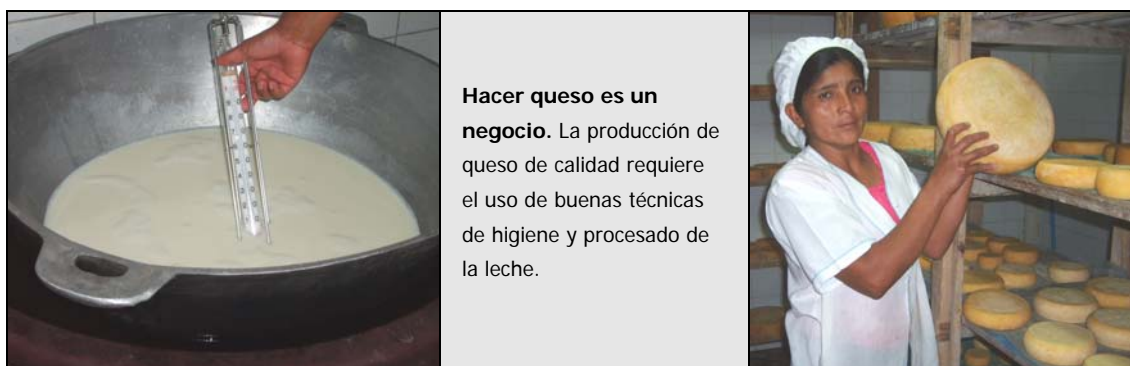 Hacer queso es un
negocio. La producción de
queso de calidad requiere
el uso de buenas técnicas
de higiene y procesado de
la leche.